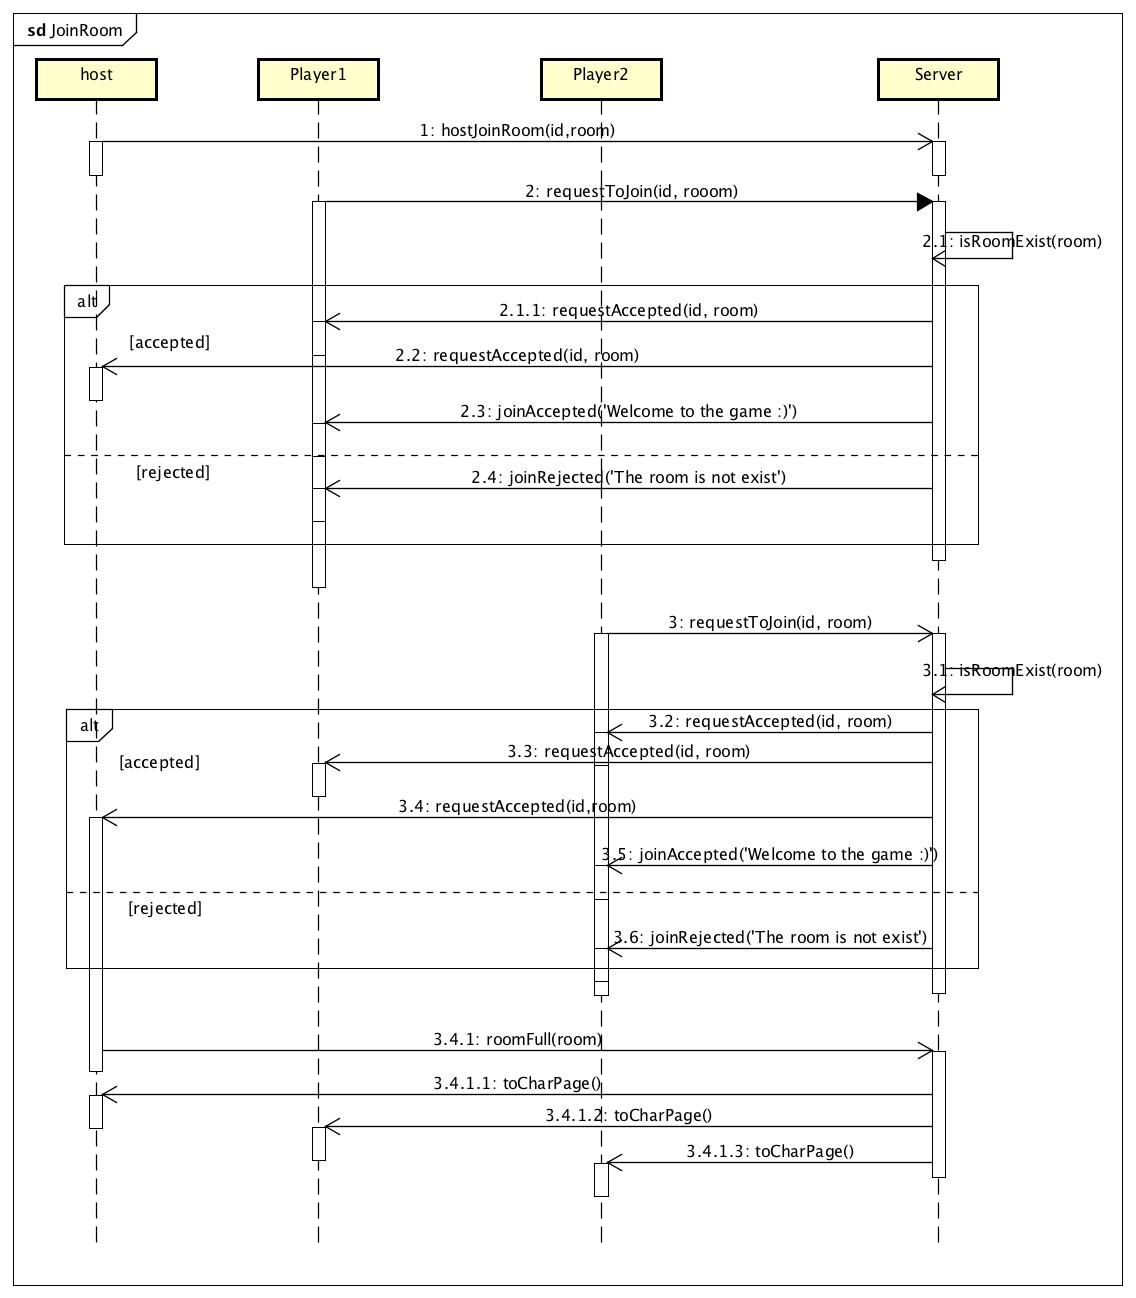 sd JoinRoom
host
Player1
Player2
Server
1: hostJoinRoom(id,room)
2: requestToJoin(id, rooom)
2.1: isRoomExist(room)
alt
2.1.1: requestAccepted(id, room)
[accepted]
2.2: requestAccepted(id, room)
2.3: joinAccepted('Welcome to the game :)')
[rejected]
2.4: joinRejected('The room is not exist')
3: requestToJoin(id, room)
3.1: isRoomExist(room)
alt
3.2: requestAccepted(id, room)
3.3: requestAccepted(id, room)
[accepted]
3.4: requestAccepted(id,room)
3.5: joinAccepted('Welcome to the game :)')
[rejected]
3.6: joinRejected('The room is not exist')
3.4.1: roomFull(room)
3.4.1.1: toCharPage()
3.4.1.2: toCharPage()
3.4.1.3: toCharPage()